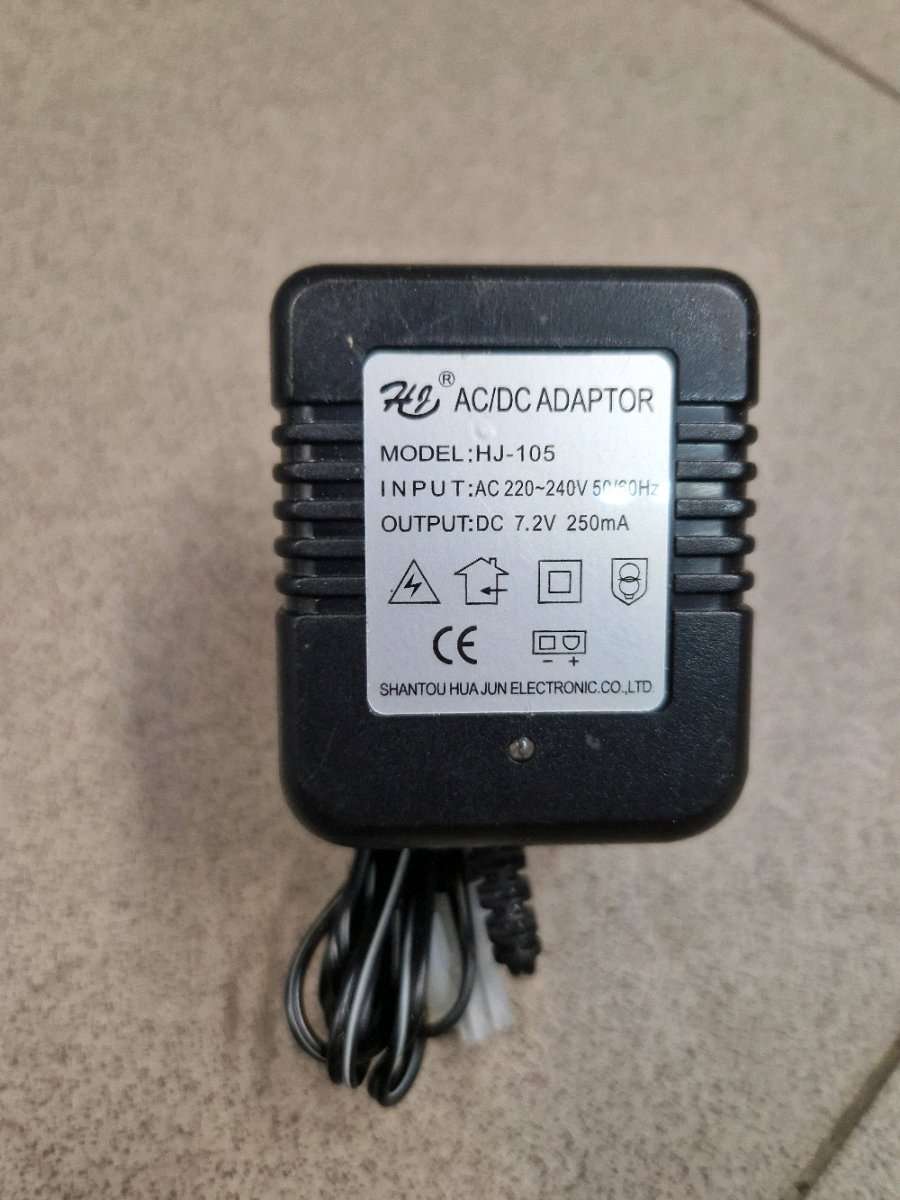 HJ® AC/DC ADAPTOR
MODEL:HJ-105
INPUT:AC 220~240V 50/60Hz
OUTPUT:DC 7.2V 250mA
CE
- +
SHANTOU HUA JUN ELECTRONIC.CO.,LTD.